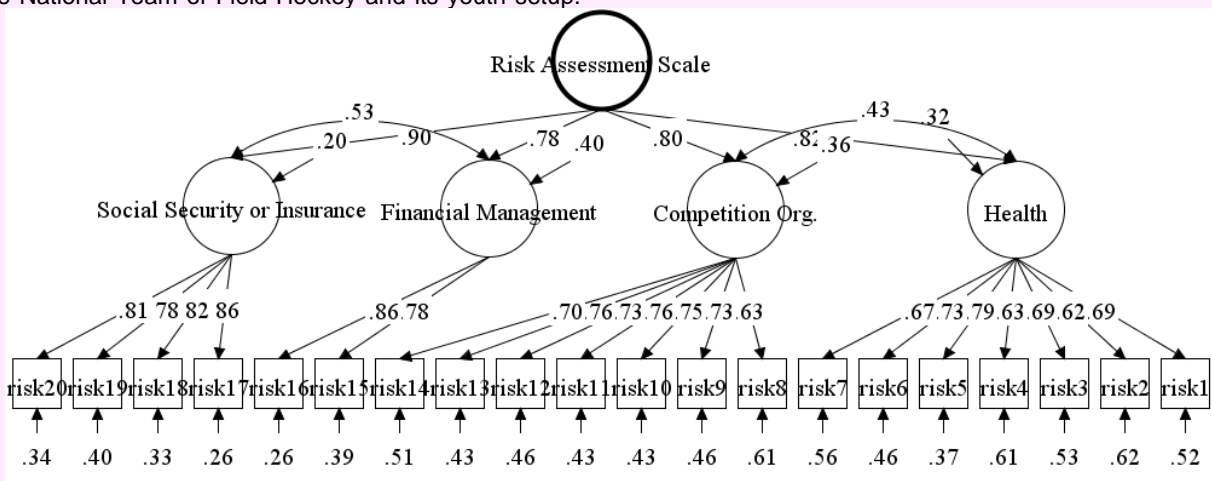 National Team of Field Hockey and its youth setup.
Risk Assessment Scale
.53 .43 .32
.20 .90 .78 .40 .80 .82 .36
Social Security or Insurance Financial Management Competition Org. Health
.81 78 82 86 .86 .78 .70 .76 .73 .76 .75 .73 .63 .67 .73 .79 .63 .69 .62 .69
risk20 risk19 risk18 risk17 risk16 risk15 risk14 risk13 risk12 risk11 risk10 risk9 risk8 risk7 risk6 risk5 risk4 risk3 risk2 risk1
.34 .40 .33 .26 .26 .39 .51 .43 .46 .43 .43 .46 .61 .56 .46 .37 .61 .53 .62 .52